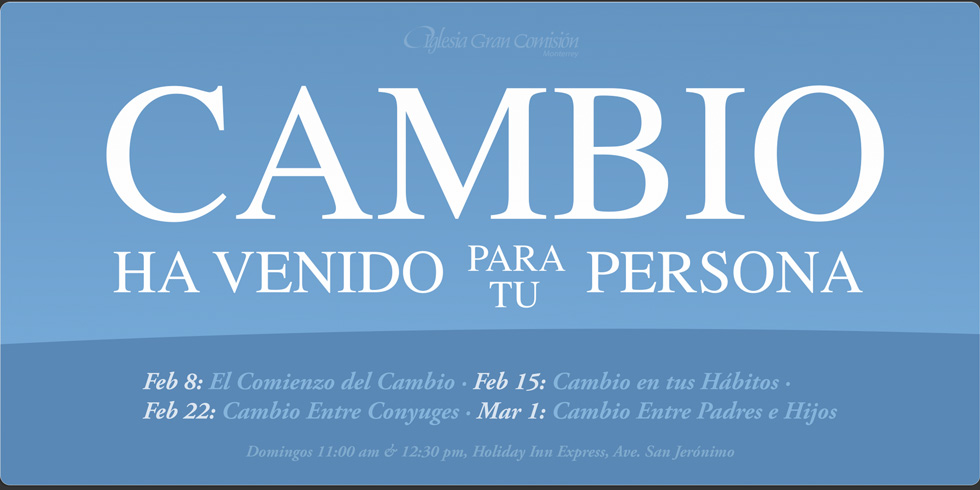 Iglesia Gran Comisión
Monterrey
CAMBIO
HA VENIDO PARA TU PERSONA
Feb 8: El Comienzo del Cambio · Feb 15: Cambio en tus Hábitos ·
Feb 22: Cambio Entre Conyuges · Mar 1: Cambio Entre Padres e Hijos
Domingos 11:00 am & 12:30 pm, Holiday Inn Express, Ave. San Jerónimo